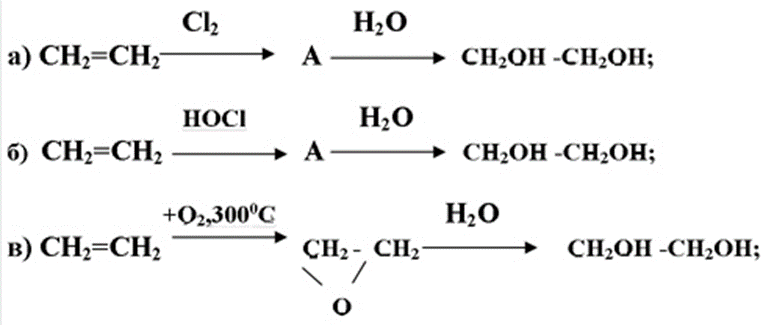 Cl₂ H₂O
а) CH₂=CH₂ A CH₂OH -CH₂OH;
HOCl H₂O
б) CH₂=CH₂ A CH₂OH -CH₂OH;
+O₂,300⁰C H₂O
в) CH₂=CH₂ CH₂ - CH₂ CH₂OH -CH₂OH;
O